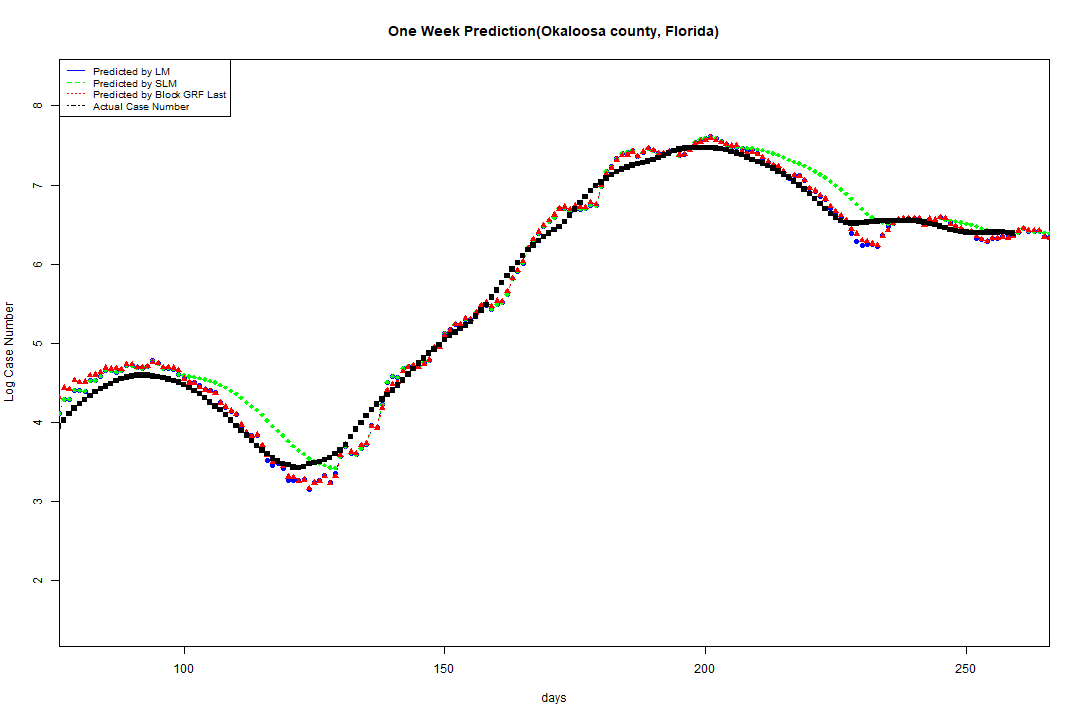 One Week Prediction(Okaloosa county, Florida)
Predicted by LM
Predicted by SLM
Predicted by Block GRF Last
Actual Case Number
8
7
6
5
4
3
2
Log Case Number
100
150
200
250
days